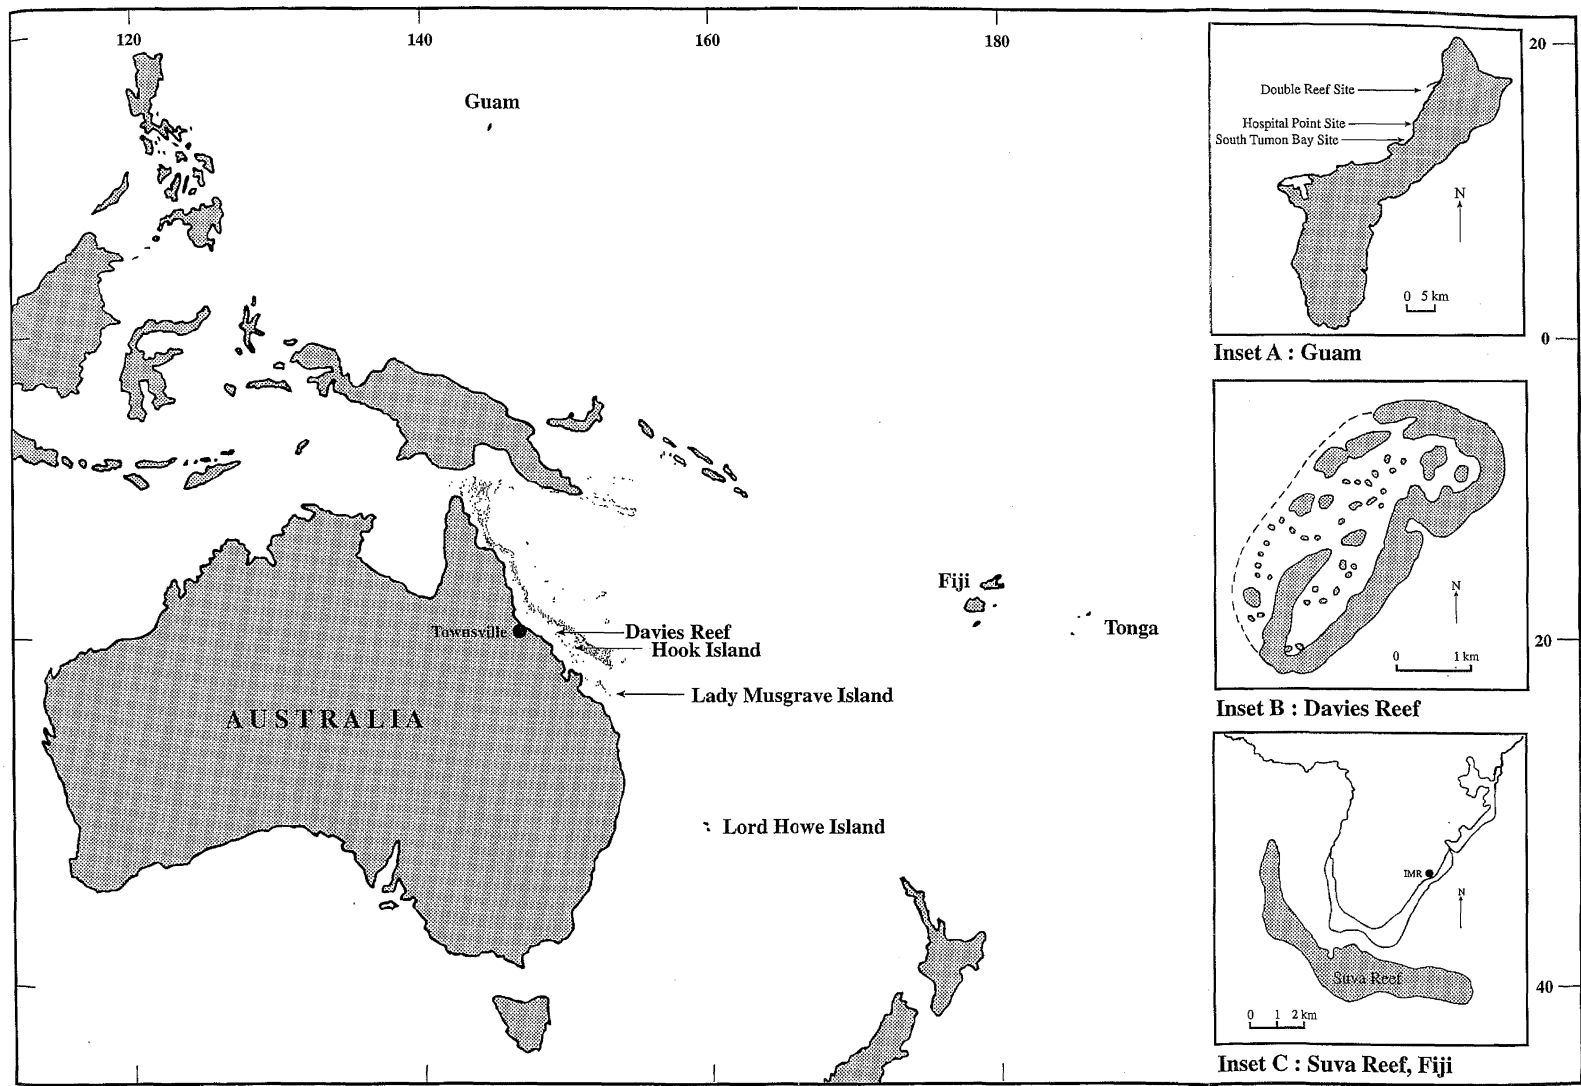 120
140
160
180
20
0
20
40
Guam
Fiji
Tonga
Townsville
Davies Reef
Hook Island
Lady Musgrave Island
AUSTRALIA
Lord Howe Island
Double Reef Site
Hospital Point Site
South Tumon Bay Site
N
0 5 km
Inset A : Guam
N
0 1 km
Inset B : Davies Reef
IMR
N
Suva Reef
0 1 2 km
Inset C : Suva Reef, Fiji